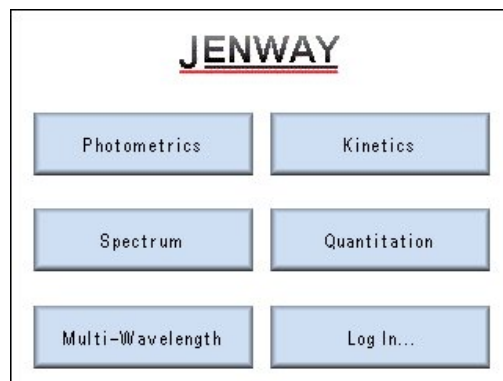 JENWAY
Photometrics
Kinetics
Spectrum
Quantitation
Multi-Wavelength
Log In...